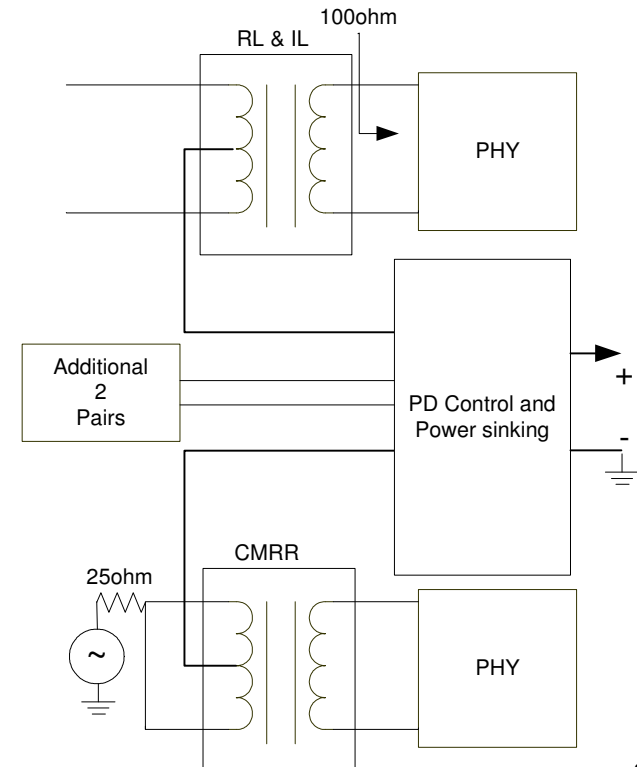 100ohm
RL & IL
PHY
Additional
2
Pairs
PD Control and
Power sinking
+
-
CMRR
25ohm
~
PHY